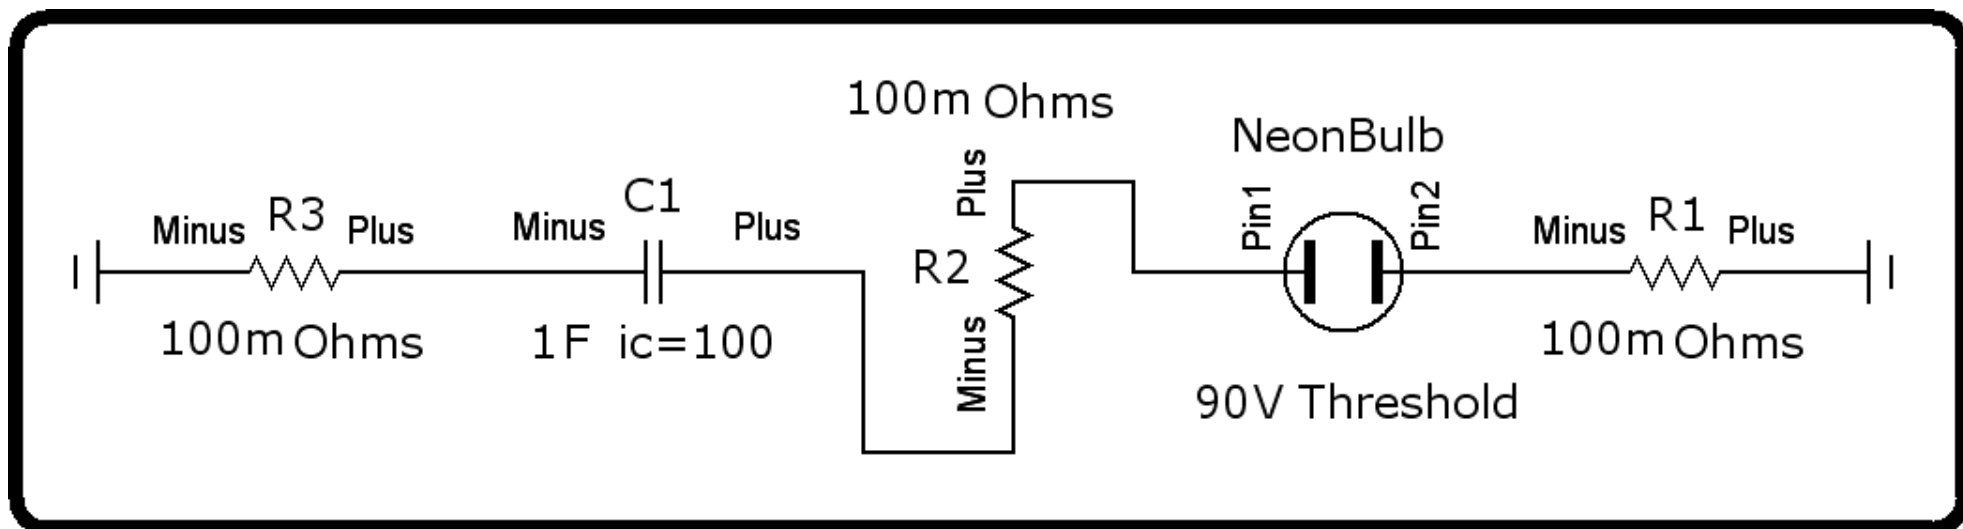 100m Ohms
NeonBulb
Minus
R3
Plus
Minus
C1
Plus
Plus
R2
Minus
Pin1
Pin2
Minus
R1
Plus
100m Ohms
1F ic=100
100m Ohms
90V Threshold